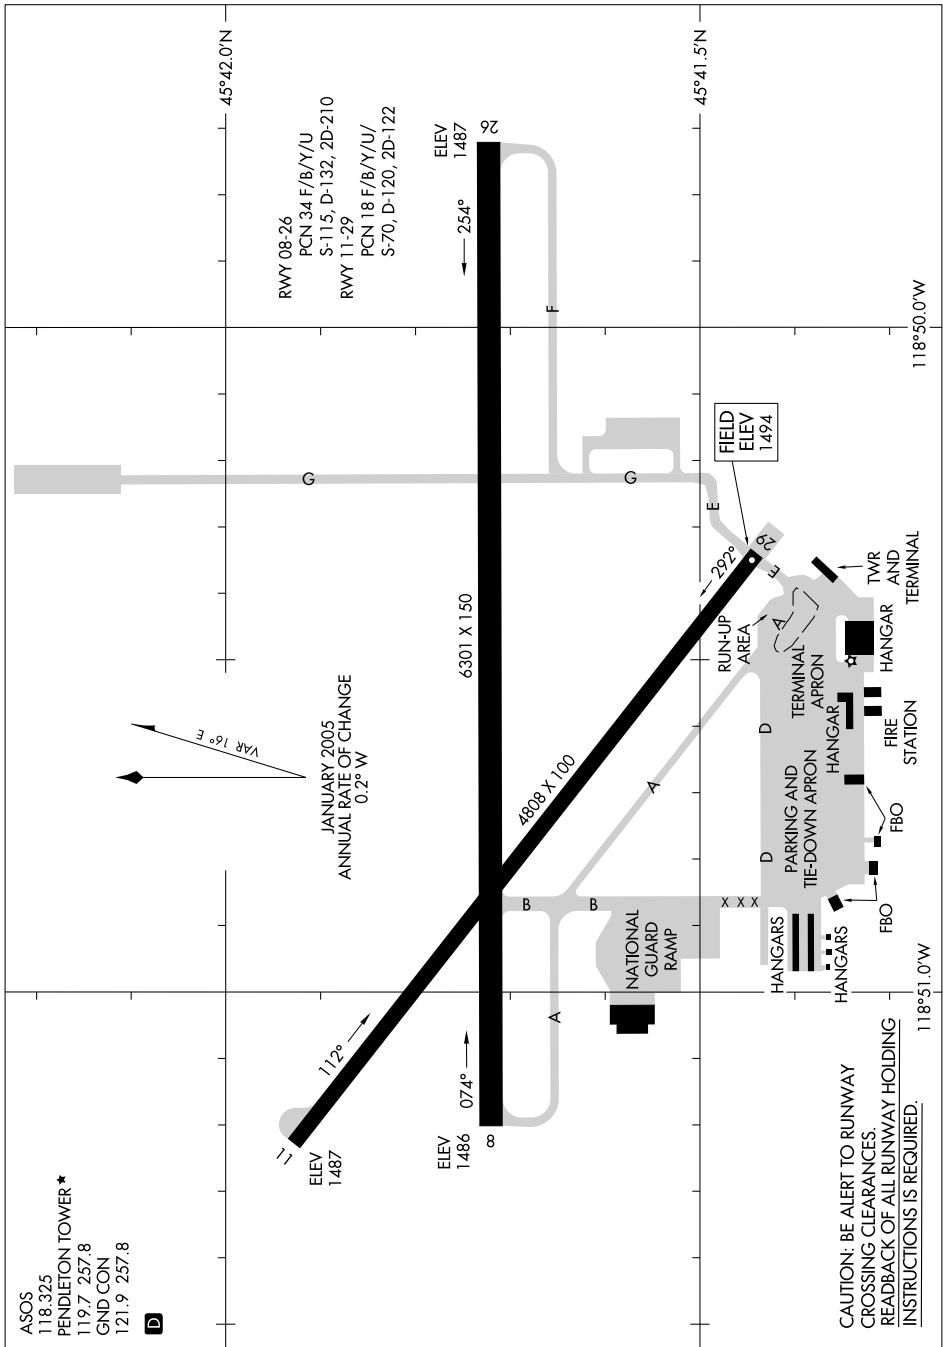 ASOS
118.325
PENDLETON TOWER★
119.7 257.8
GND CON
121.9 257.8
D
45°42.0'N
45°41.5'N
RWY 08-26
PCN 34 F/B/Y/U
S-115, D-132, 2D-210
RWY 11-29
PCN 18 F/B/Y/U/
S-70, D-120, 2D-122
ELEV
1487
26
254°
F
118°50.0'W
FIELD
ELEV
1494
G
G
E
E
29
292°
6301 X 150
4808 X 100
VAR 16° E
JANUARY 2005
ANNUAL RATE OF CHANGE
0.2° W
RUN-UP
AREA
A
TERMINAL
APRON
TWR
AND
TERMINAL
HANGAR
HANGAR
FIRE
STATION
D
D
PARKING AND
TIE-DOWN APRON
FBO
FBO
A
B
B
X X X
NATIONAL
GUARD
RAMP
HANGARS
HANGARS
118°51.0'W
A
112°
11
ELEV
1487
074°
8
ELEV
1486
CAUTION: BE ALERT TO RUNWAY
CROSSING CLEARANCES.
READBACK OF ALL RUNWAY HOLDING
INSTRUCTIONS IS REQUIRED.